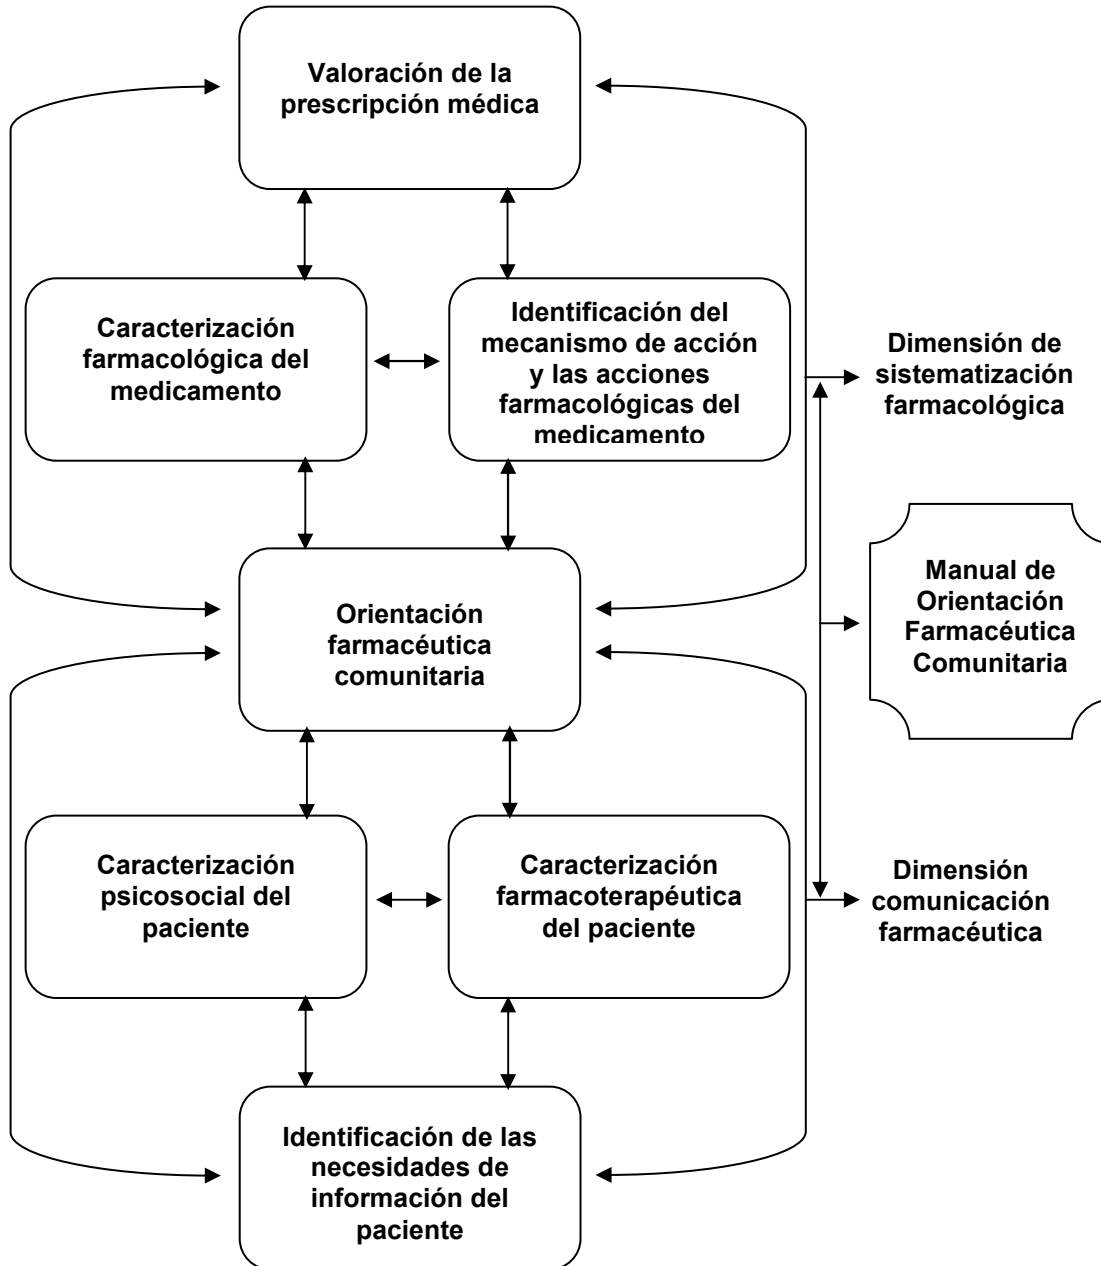 Valoración de la
prescripción médica
Caracterización
farmacológica del
medicamento
Identificación del
mecanismo de acción
y las acciones
farmacológicas del
medicamento
Dimensión de
sistematización
farmacológica
Orientación
farmacéutica
comunitaria
Manual de
Orientación
Farmacéutica
Comunitaria
Caracterización
psicosocial del
paciente
Caracterización
farmacoterapéutica
del paciente
Dimensión
comunicación
farmacéutica
Identificación de las
necesidades de
información del
paciente